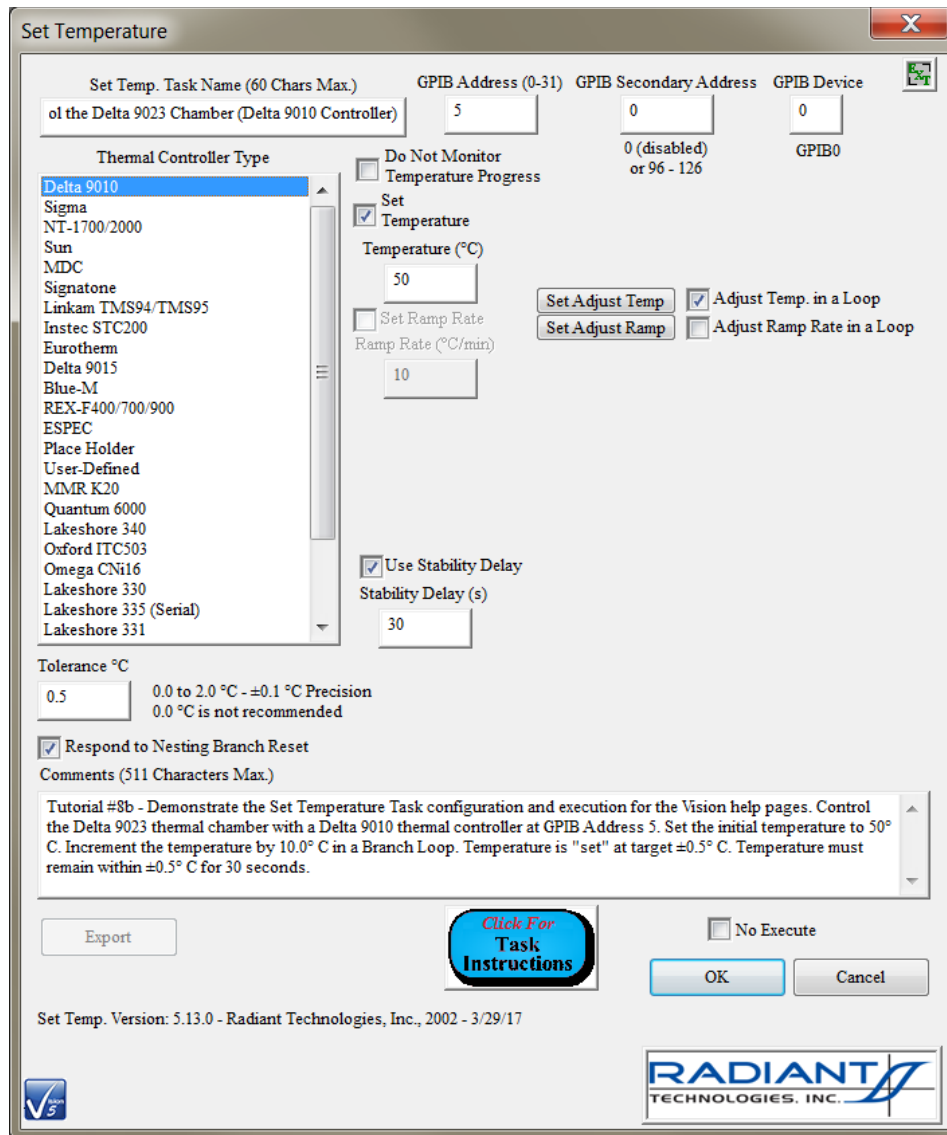 Set Temperature
Set Temp. Task Name (60 Chars Max.)
GPIB Address (0-31)
GPIB Secondary Address
GPIB Device
EXT
ol the Delta 9023 Chamber (Delta 9010 Controller)
5
0
0
0 (disabled)
or 96 - 126
GPIB0
Thermal Controller Type
Delta 9010
Sigma
NT-1700/2000
Sun
MDC
Signatone
Linkam TMS94/TMS95
Instec STC200
Eurotherm
Delta 9015
Blue-M
REX-F400/700/900
ESPEC
Place Holder
User-Defined
MMR K20
Quantum 6000
Lakeshore 340
Oxford ITC503
Omega CNi16
Lakeshore 330
Lakeshore 335 (Serial)
Lakeshore 331
Do Not Monitor
Temperature Progress
Set
Temperature
Temperature (°C)
50
Set Ramp Rate
Ramp Rate (°C/min)
10
Set Adjust Temp
Adjust Temp. in a Loop
Set Adjust Ramp
Adjust Ramp Rate in a Loop
Use Stability Delay
Stability Delay (s)
30
Tolerance °C
0.5
0.0 to 2.0 °C - ±0.1 °C Precision
0.0 °C is not recommended
Respond to Nesting Branch Reset
Comments (511 Characters Max.)
Tutorial #8b - Demonstrate the Set Temperature Task configuration and execution for the Vision help pages. Control
the Delta 9023 thermal chamber with a Delta 9010 thermal controller at GPIB Address 5. Set the initial temperature to 50°
C. Increment the temperature by 10.0° C in a Branch Loop. Temperature is "set" at target ±0.5° C. Temperature must
remain within ±0.5° C for 30 seconds.
Export
Click For
Task
Instructions
No Execute
OK
Cancel
Set Temp. Version: 5.13.0 - Radiant Technologies, Inc., 2002 - 3/29/17
RADIANT
TECHNOLOGIES. INC.
Vision
5